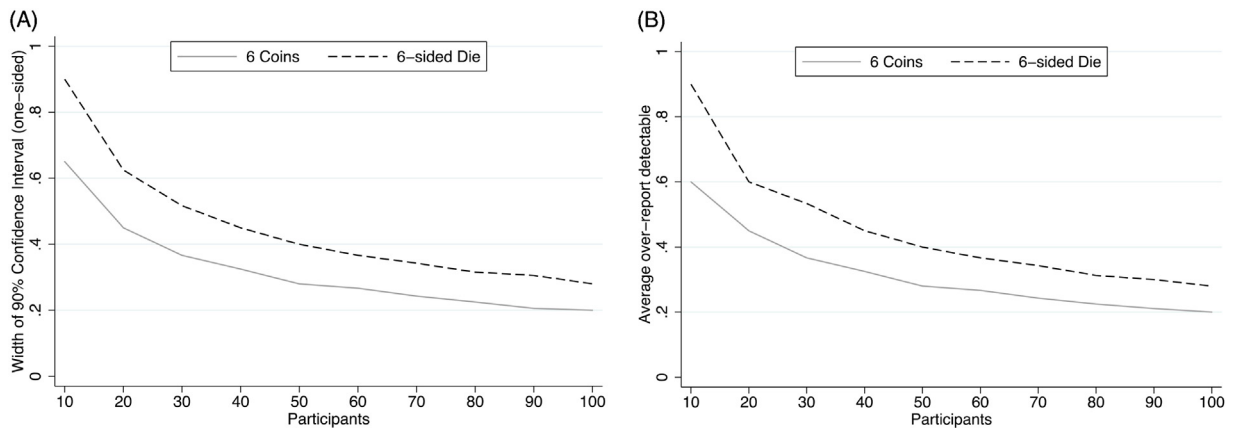 (A)
6 Coins 6−sided Die
Width of 90% Confidence Interval (one−sided)
1
.8
.6
.4
.2
0
10 20 30 40 50 60 70 80 90 100
Participants
(B)
6 Coins 6−sided Die
Average over−report detectable
1
.8
.6
.4
.2
0
10 20 30 40 50 60 70 80 90 100
Participants